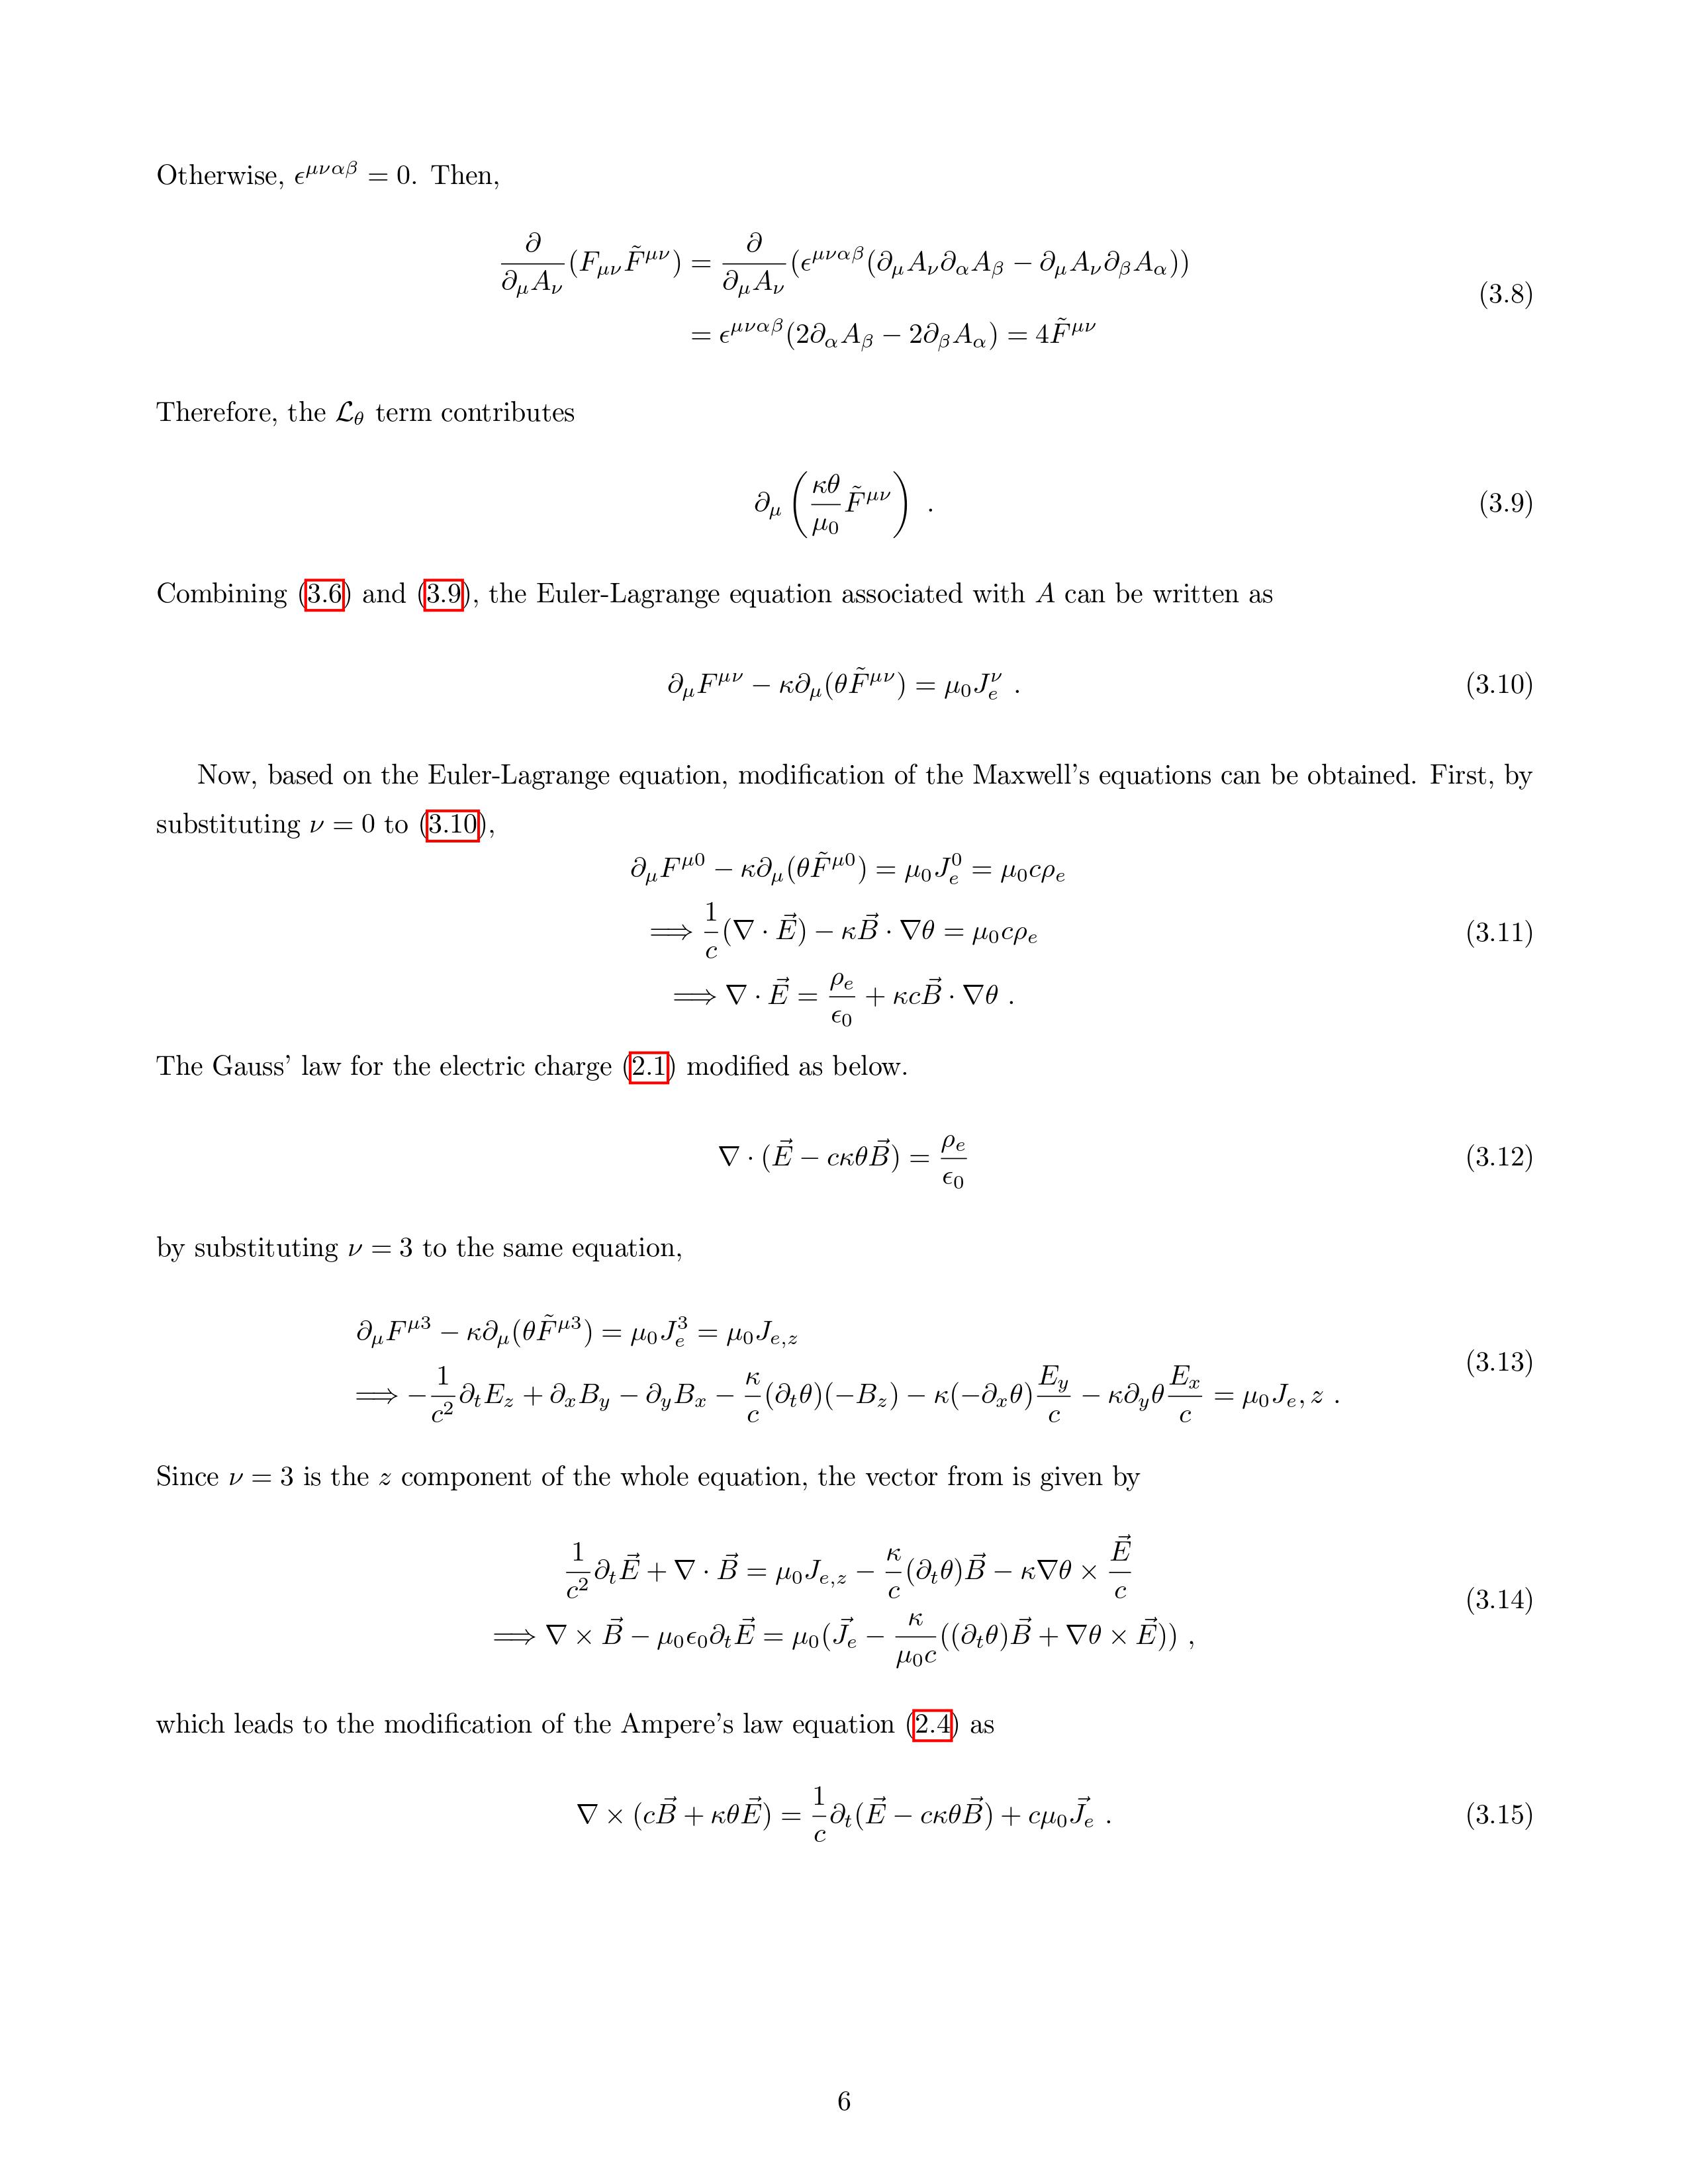 Otherwise, $\epsilon^{\mu\nu\alpha\beta} = 0$. Then,
$\frac{\partial}{\partial_\mu A_\nu}(F_{\mu\nu}\tilde{F}^{\mu\nu}) = \frac{\partial}{\partial_\mu A_\nu}(\epsilon^{\mu\nu\alpha\beta}(\partial_\mu A_\nu \partial_\alpha A_\beta - \partial_\mu A_\nu \partial_\beta A_\alpha))$
$= \epsilon^{\mu\nu\alpha\beta}(2\partial_\alpha A_\beta - 2\partial_\beta A_\alpha) = 4\tilde{F}^{\mu\nu}$ (3.8)
Therefore, the $\mathcal{L}_\theta$ term contributes
$\partial_\mu \left( \frac{\kappa\theta}{\mu_0} \tilde{F}^{\mu\nu} \right)$ . (3.9)
Combining (3.6) and (3.9), the Euler-Lagrange equation associated with $A$ can be written as
$\partial_\mu F^{\mu\nu} - \kappa\partial_\mu(\theta\tilde{F}^{\mu\nu}) = \mu_0 J_e^\nu$ . (3.10)
Now, based on the Euler-Lagrange equation, modification of the Maxwell's equations can be obtained. First, by
substituting $\nu = 0$ to (3.10),
$\partial_\mu F^{\mu 0} - \kappa\partial_\mu(\theta\tilde{F}^{\mu 0}) = \mu_0 J_e^0 = \mu_0 c\rho_e$
$\Longrightarrow \frac{1}{c}(\nabla \cdot \vec{E}) - \kappa\vec{B} \cdot \nabla\theta = \mu_0 c\rho_e$ (3.11)
$\Longrightarrow \nabla \cdot \vec{E} = \frac{\rho_e}{\epsilon_0} + \kappa c\vec{B} \cdot \nabla\theta$ .
The Gauss' law for the electric charge (2.1) modified as below.
$\nabla \cdot (\vec{E} - c\kappa\theta\vec{B}) = \frac{\rho_e}{\epsilon_0}$ (3.12)
by substituting $\nu = 3$ to the same equation,
$\partial_\mu F^{\mu 3} - \kappa\partial_\mu(\theta\tilde{F}^{\mu 3}) = \mu_0 J_e^3 = \mu_0 J_{e,z}$
$\Longrightarrow -\frac{1}{c^2}\partial_t E_z + \partial_x B_y - \partial_y B_x - \frac{\kappa}{c}(\partial_t\theta)(-B_z) - \kappa(-\partial_x\theta)\frac{E_y}{c} - \kappa\partial_y\theta\frac{E_x}{c} = \mu_0 J_e, z$ . (3.13)
Since $\nu = 3$ is the $z$ component of the whole equation, the vector from is given by
$\frac{1}{c^2}\partial_t\vec{E} + \nabla \cdot \vec{B} = \mu_0 J_{e,z} - \frac{\kappa}{c}(\partial_t\theta)\vec{B} - \kappa\nabla\theta \times \frac{\vec{E}}{c}$
$\Longrightarrow \nabla \times \vec{B} - \mu_0\epsilon_0\partial_t\vec{E} = \mu_0(\vec{J}_e - \frac{\kappa}{\mu_0 c}((\partial_t\theta)\vec{B} + \nabla\theta \times \vec{E}))$ , (3.14)
which leads to the modification of the Ampere's law equation (2.4) as
$\nabla \times (c\vec{B} + \kappa\theta\vec{E}) = \frac{1}{c}\partial_t(\vec{E} - c\kappa\theta\vec{B}) + c\mu_0\vec{J}_e$ . (3.15)
6